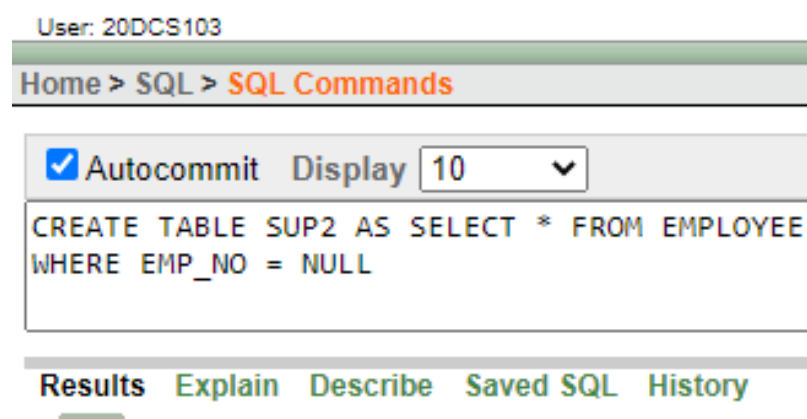 User: 20DCS103
Home > SQL > SQL Commands
Autocommit Display 10
CREATE TABLE SUP2 AS SELECT * FROM EMPLOYEE
WHERE EMP_NO = NULL
Results Explain Describe Saved SQL History